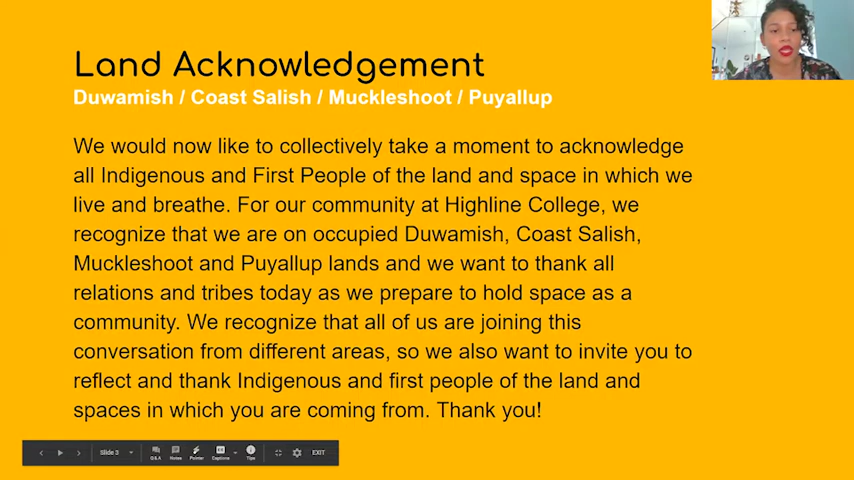 Land Acknowledgement
Duwamish / Coast Salish / Muckleshoot / Puyallup
We would now like to collectively take a moment to acknowledge
all Indigenous and First People of the land and space in which we
live and breathe. For our community at Highline College, we
recognize that we are on occupied Duwamish, Coast Salish,
Muckleshoot and Puyallup lands and we want to thank all
relations and tribes today as we prepare to hold space as a
community. We recognize that all of us are joining this
conversation from different areas, so we also want to invite you to
reflect and thank Indigenous and first people of the land and
spaces in which you are coming from. Thank you!
Slide 3 Q&A Notes Pointer Captions Tips EXIT